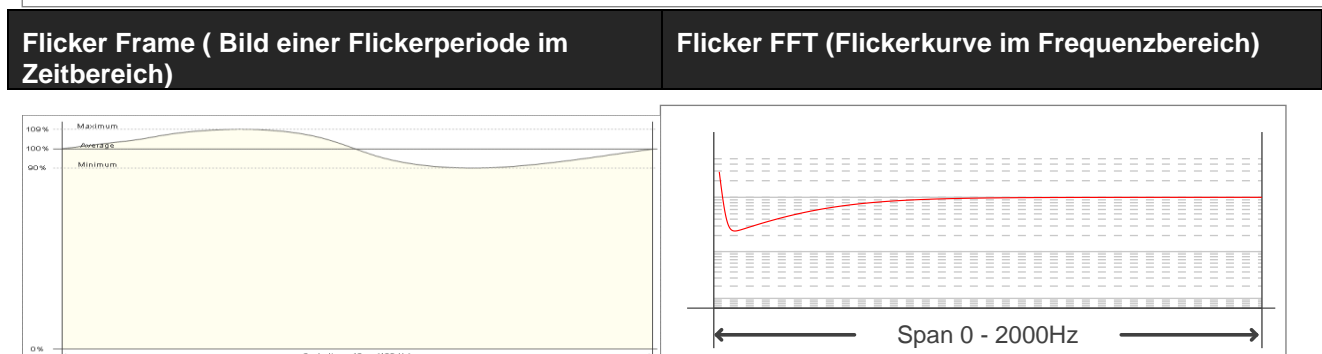 Flicker Frame ( Bild einer Flickerperiode im
Zeitbereich)
Flicker FFT (Flickerkurve im Frequenzbereich)
109%
Maximum
100%
Average
90%
Minimum
0%
Span 0 - 2000Hz